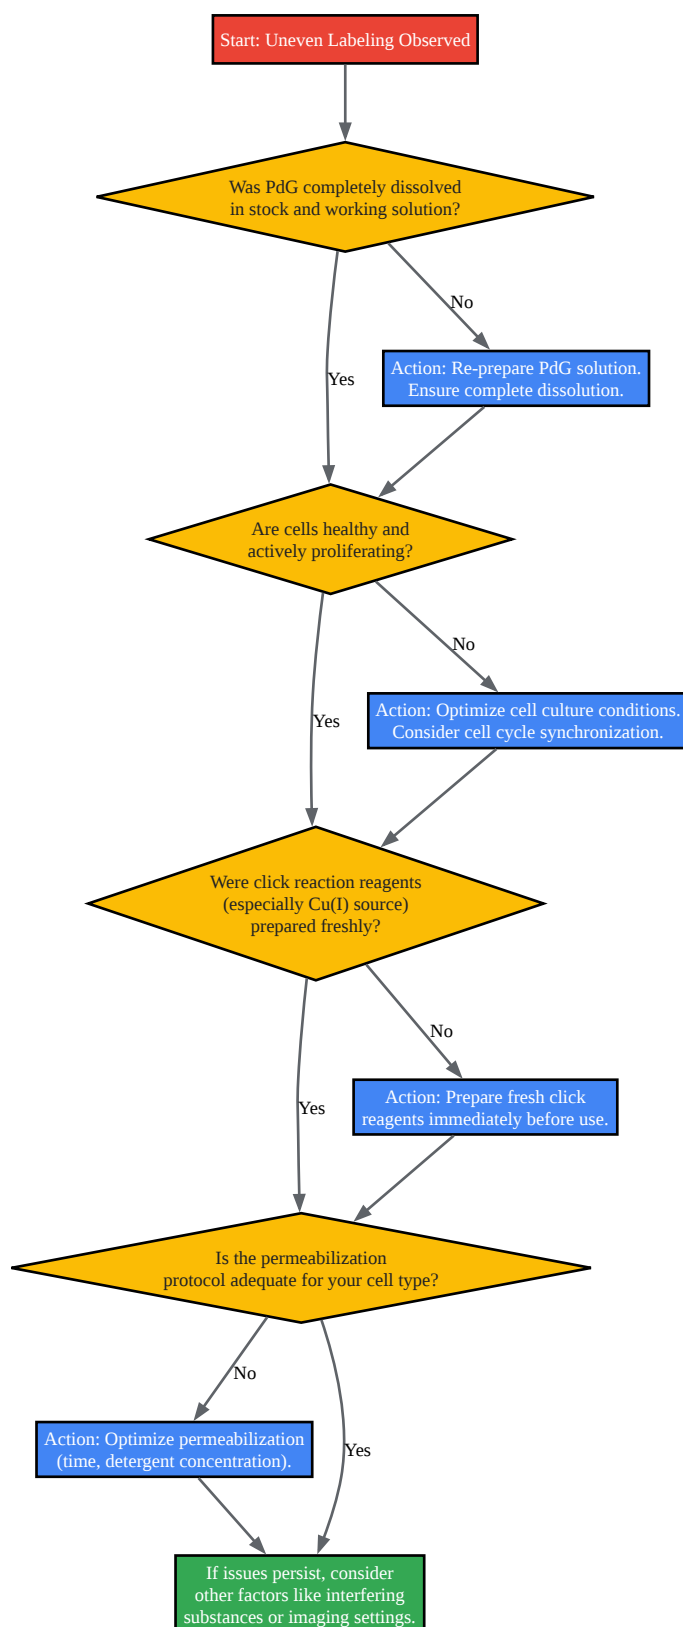 Start: Uneven Labeling Observed
Was PdG completely dissolved
in stock and working solution?
No
Action: Re-prepare PdG solution.
Ensure complete dissolution.
Yes
Are cells healthy and
actively proliferating?
No
Action: Optimize cell culture conditions.
Consider cell cycle synchronization.
Yes
Were click reaction reagents
(especially Cu(I) source)
prepared freshly?
No
Action: Prepare fresh click
reagents immediately before use.
Yes
Is the permeabilization
protocol adequate for your cell type?
No
Action: Optimize permeabilization
(time, detergent concentration).
Yes
If issues persist, consider
other factors like interfering
substances or imaging settings.